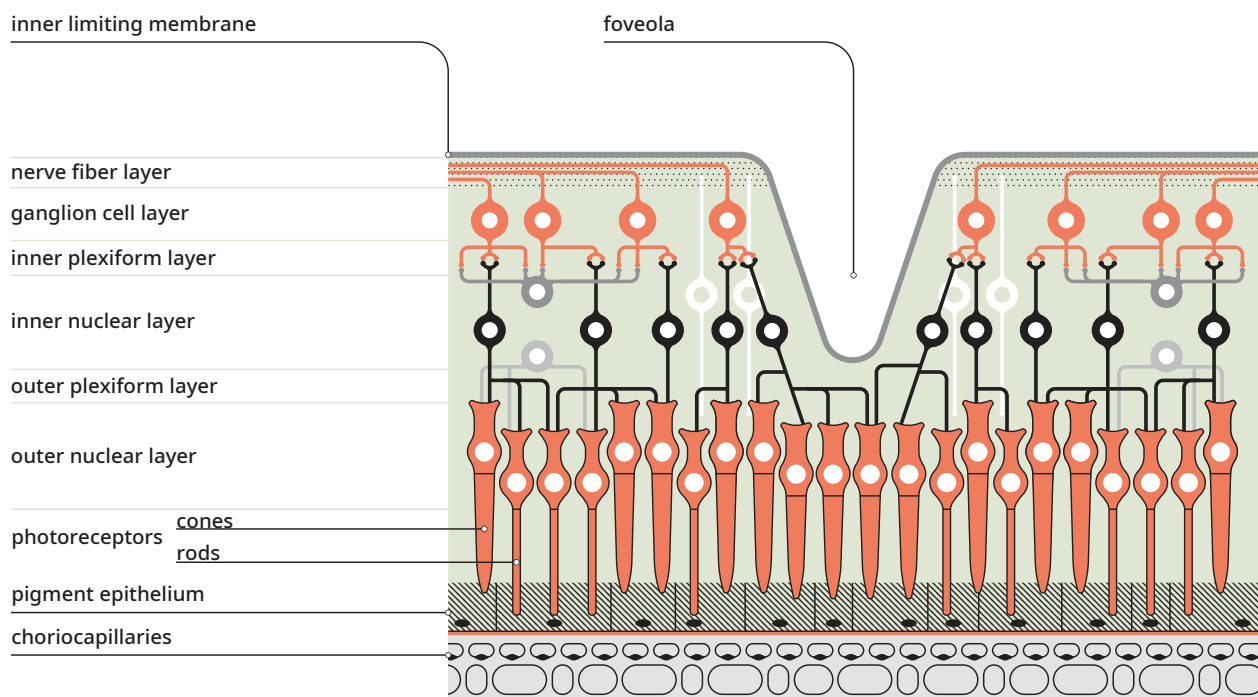 inner limiting membrane
foveola
nerve fiber layer
ganglion cell layer
inner plexiform layer
inner nuclear layer
outer plexiform layer
outer nuclear layer
cones
photoreceptors
rods
pigment epithelium
choriocapillaries